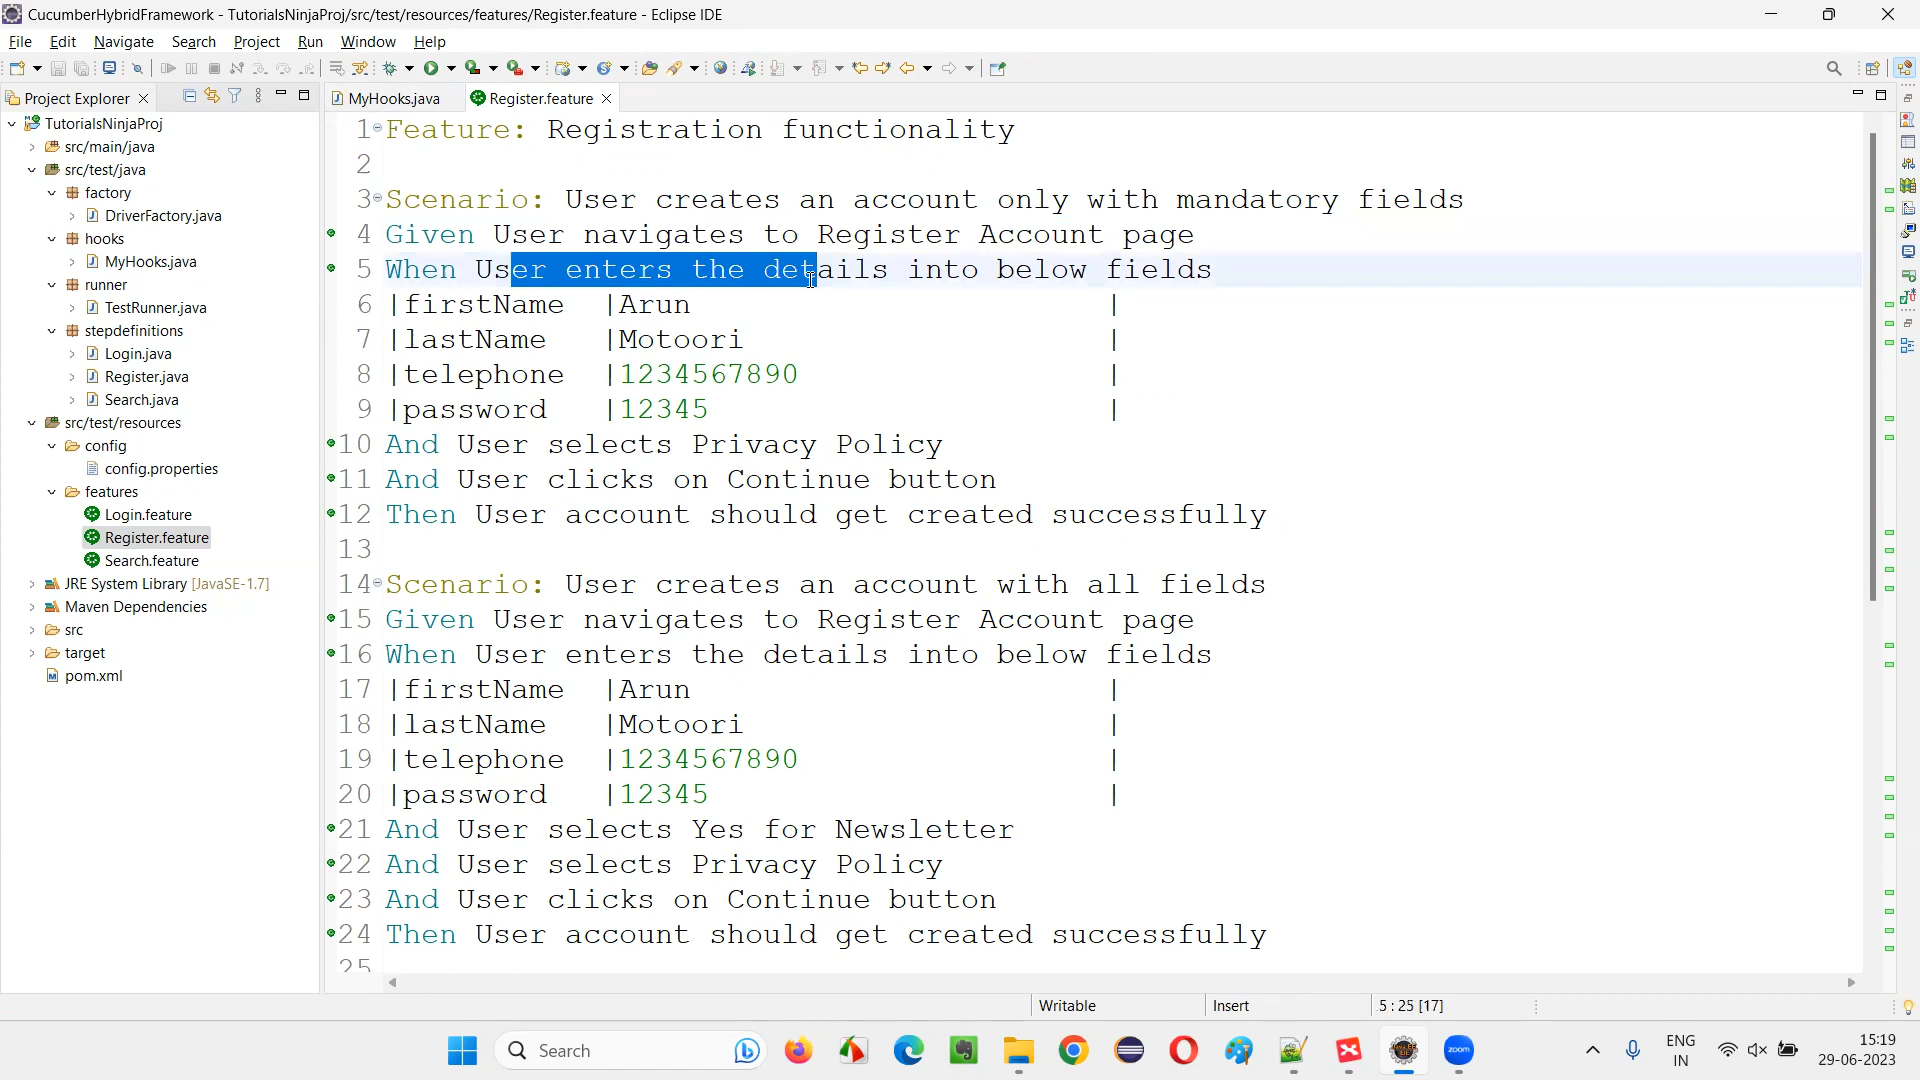 CucumberHybridFramework - TutorialsNinjaProj/src/test/resources/features/Register.feature - Eclipse IDE
File Edit Navigate Search Project Run Window Help
Project Explorer
MyHooks.java
Register.feature
TutorialsNinjaProj
src/main/java
src/test/java
factory
DriverFactory.java
hooks
MyHooks.java
runner
TestRunner.java
stepdefinitions
Login.java
Register.java
Search.java
src/test/resources
config
config.properties
features
Login.feature
Register.feature
Search.feature
JRE System Library [JavaSE-1.7]
Maven Dependencies
src
target
pom.xml
1 Feature: Registration functionality
2
3 Scenario: User creates an account only with mandatory fields
4 Given User navigates to Register Account page
5 When User enters the details into below fields
6 |firstName |Arun |
7 |lastName |Motoori |
8 |telephone |1234567890 |
9 |password |12345 |
10 And User selects Privacy Policy
11 And User clicks on Continue button
12 Then User account should get created successfully
13
14 Scenario: User creates an account with all fields
15 Given User navigates to Register Account page
16 When User enters the details into below fields
17 |firstName |Arun |
18 |lastName |Motoori |
19 |telephone |1234567890 |
20 |password |12345 |
21 And User selects Yes for Newsletter
22 And User selects Privacy Policy
23 And User clicks on Continue button
24 Then User account should get created successfully
25
Writable Insert 5 : 25 [17]
Search
zoom
ENG
IN
15:19
29-06-2023